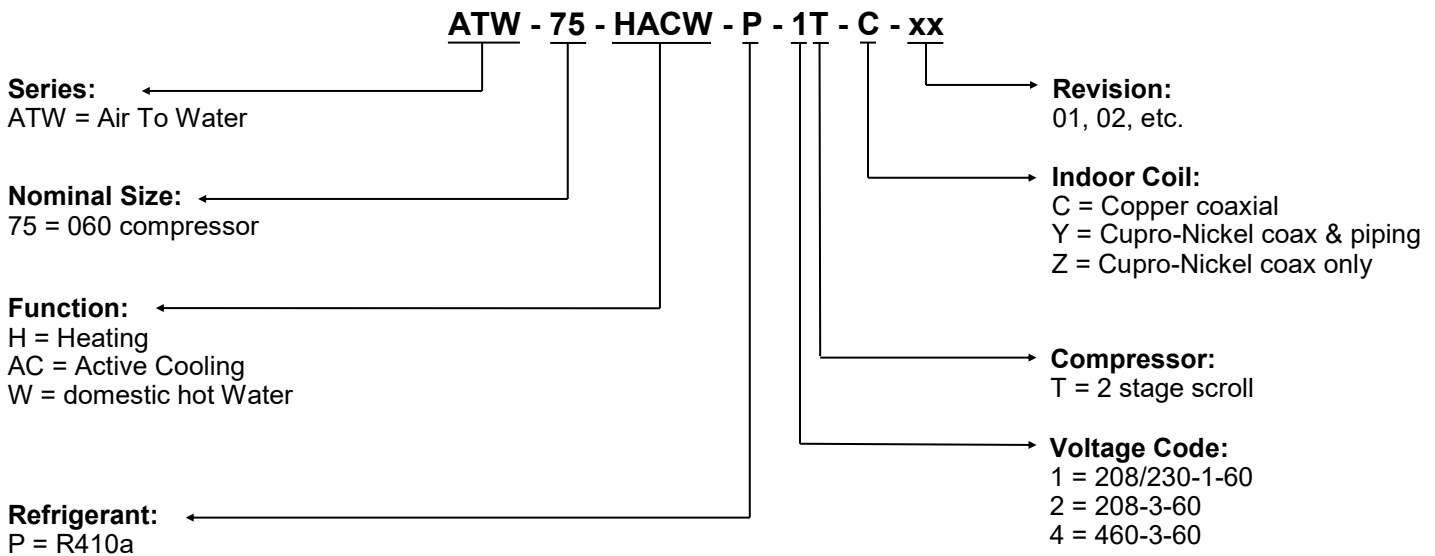 ATW - 75 - HACW - P - 1T - C - xx
Series:
ATW = Air To Water
Nominal Size:
75 = 060 compressor
Function:
H = Heating
AC = Active Cooling
W = domestic hot Water
Refrigerant:
P = R410a
Revision:
01, 02, etc.
Indoor Coil:
C = Copper coaxial
Y = Cupro-Nickel coax & piping
Z = Cupro-Nickel coax only
Compressor:
T = 2 stage scroll
Voltage Code:
1 = 208/230-1-60
2 = 208-3-60
4 = 460-3-60